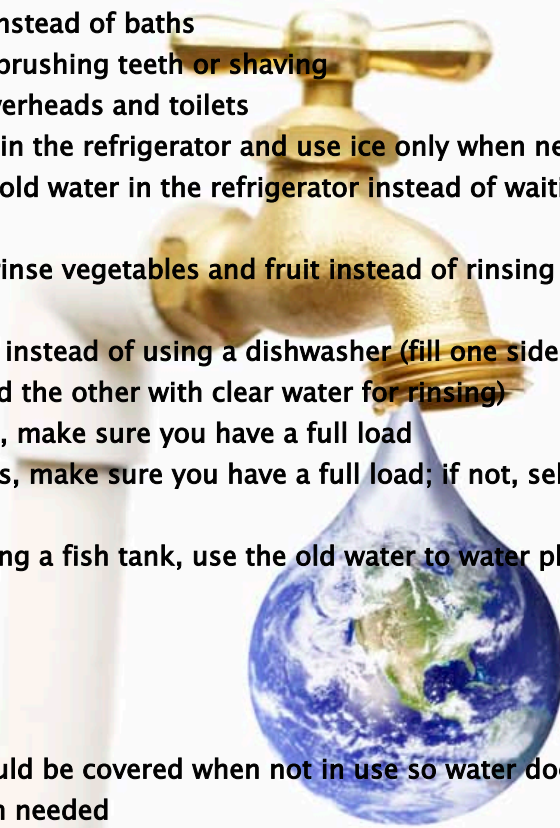 nstead of baths
brushing teeth or shaving
verheads and toilets
in the refrigerator and use ice only when ne
old water in the refrigerator instead of waiti
rinse vegetables and fruit instead of rinsing
instead of using a dishwasher (fill one side
d the other with clear water for rinsing)
, make sure you have a full load
s, make sure you have a full load; if not, sel
ng a fish tank, use the old water to water pl
uld be covered when not in use so water doe
n needed